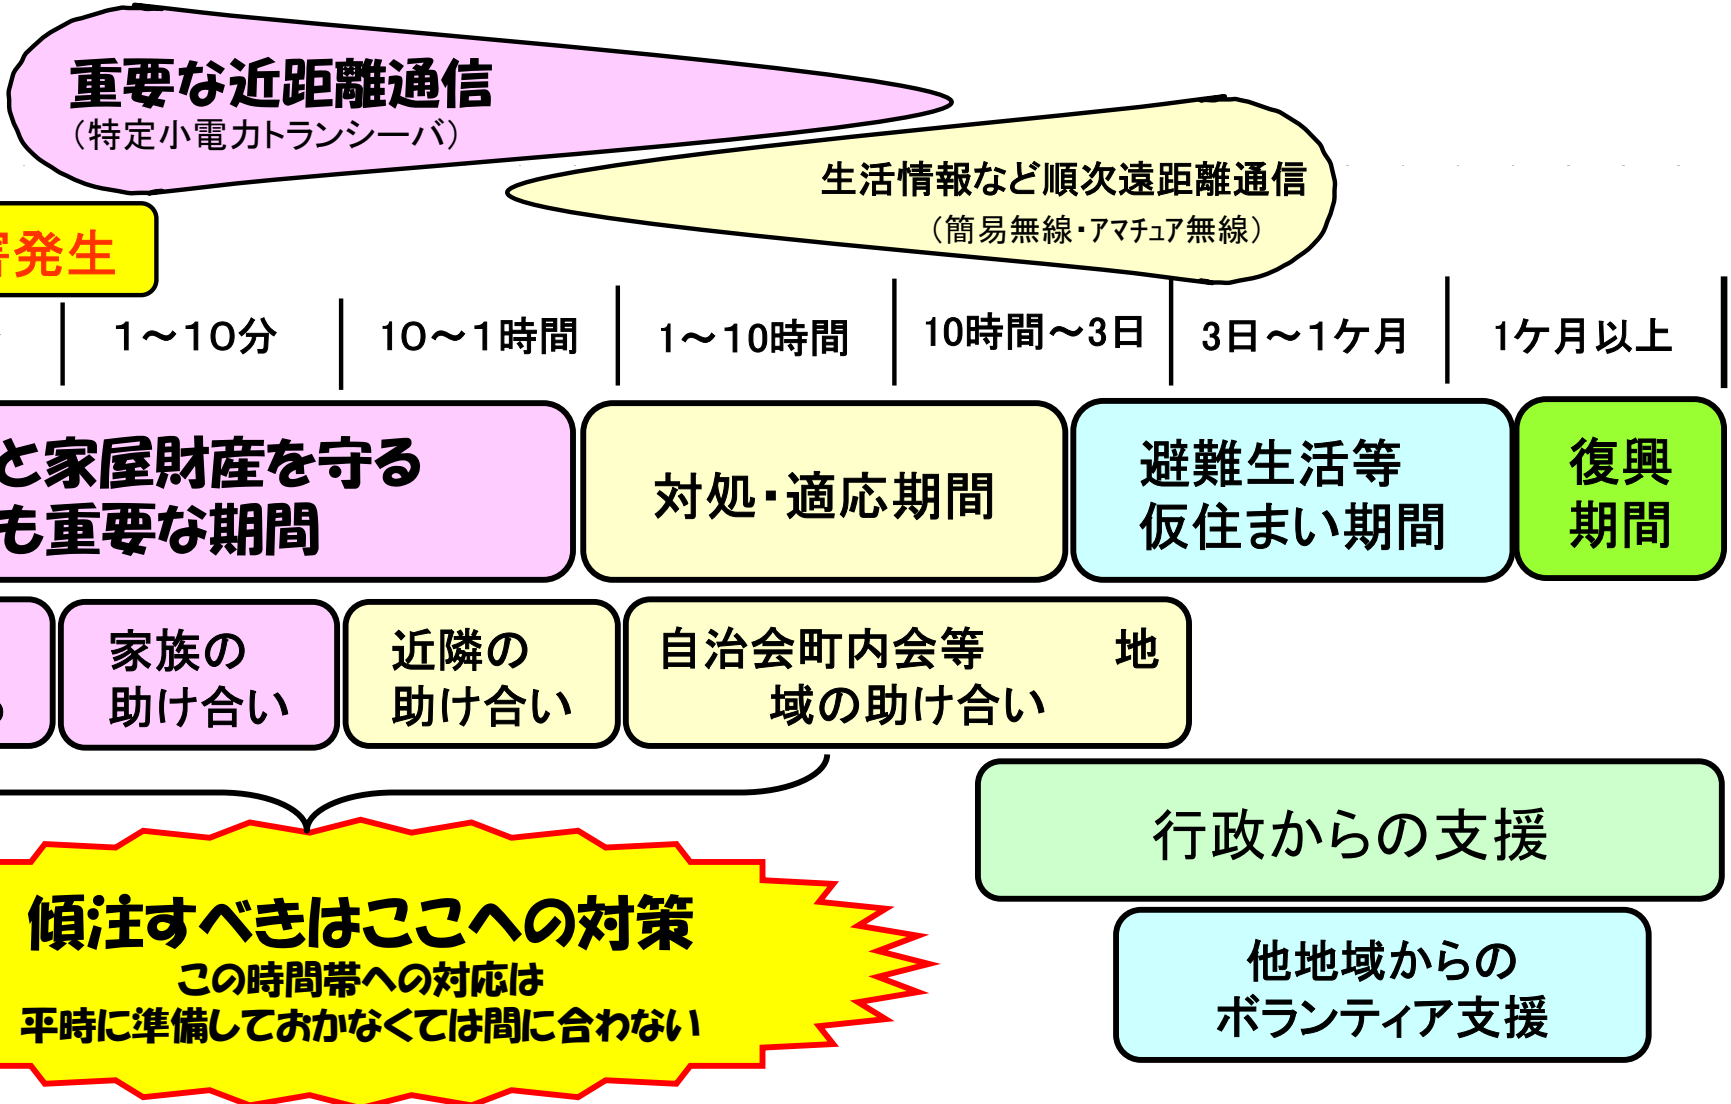 重要な近距離通信
（特定小電力トランシーバ）
生活情報など順次遠距離通信
（簡易無線・アマチュア無線）
発生
1～10分
10～1時間
1～10時間
10時間～3日
3日～1ケ月
1ケ月以上
と家屋財産を守る
も重要な期間
対処・適応期間
避難生活等
仮住まい期間
復興
期間
家族の
助け合い
近隣の
助け合い
自治会町内会等 地
域の助け合い
行政からの支援
傾注すべきはここへの対策
この時間帯への対応は
平時に準備しておかなくては間に合わない
他地域からの
ボランティア支援